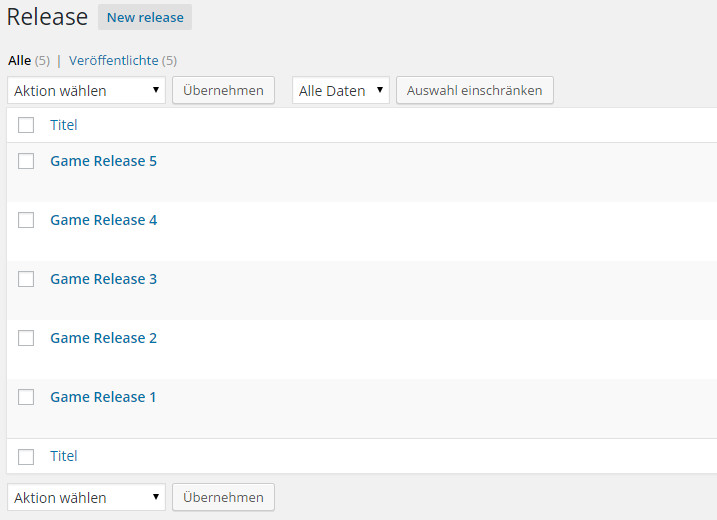 Release New release
Alle (5) | Veröffentlichte (5)
Aktion wählen Übernehmen Alle Daten Auswahl einschränken
Titel
Game Release 5
Game Release 4
Game Release 3
Game Release 2
Game Release 1
Titel
Aktion wählen Übernehmen